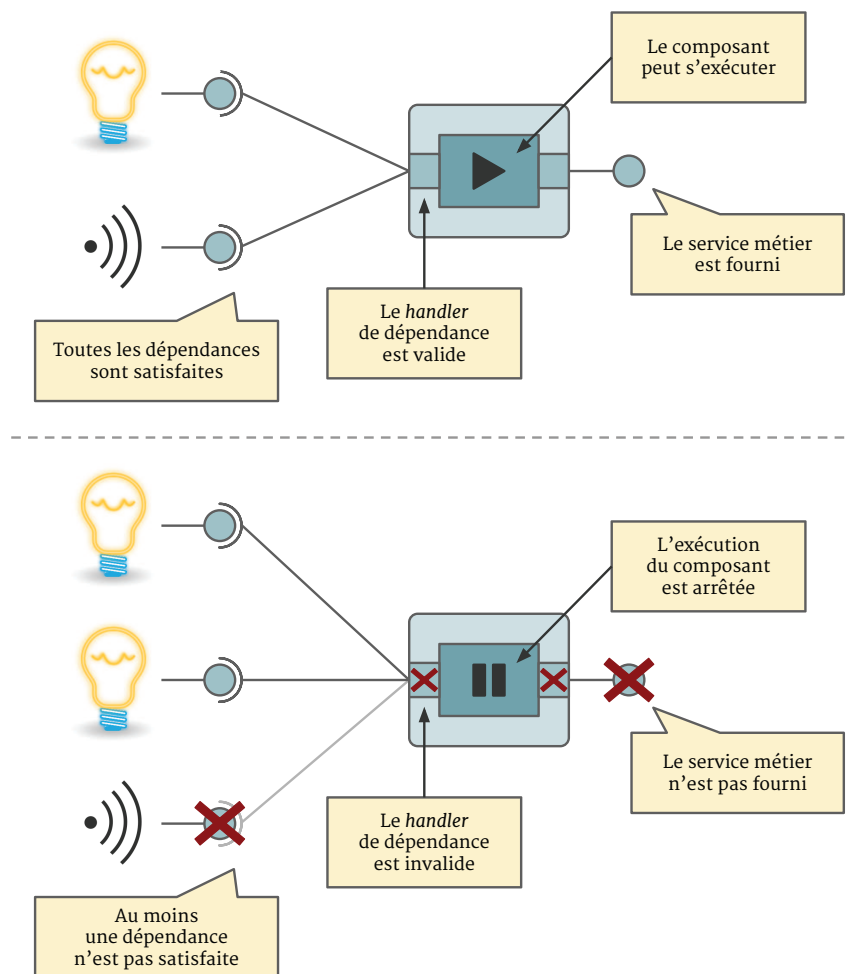 Le composant
peut s'exécuter
Le service métier
est fourni
Le handler
de dépendance
est valide
Toutes les dépendances
sont satisfaites
L'exécution
du composant
est arrêtée
Le service métier
n'est pas fourni
Le handler
de dépendance
est invalide
Au moins
une dépendance
n'est pas satisfaite